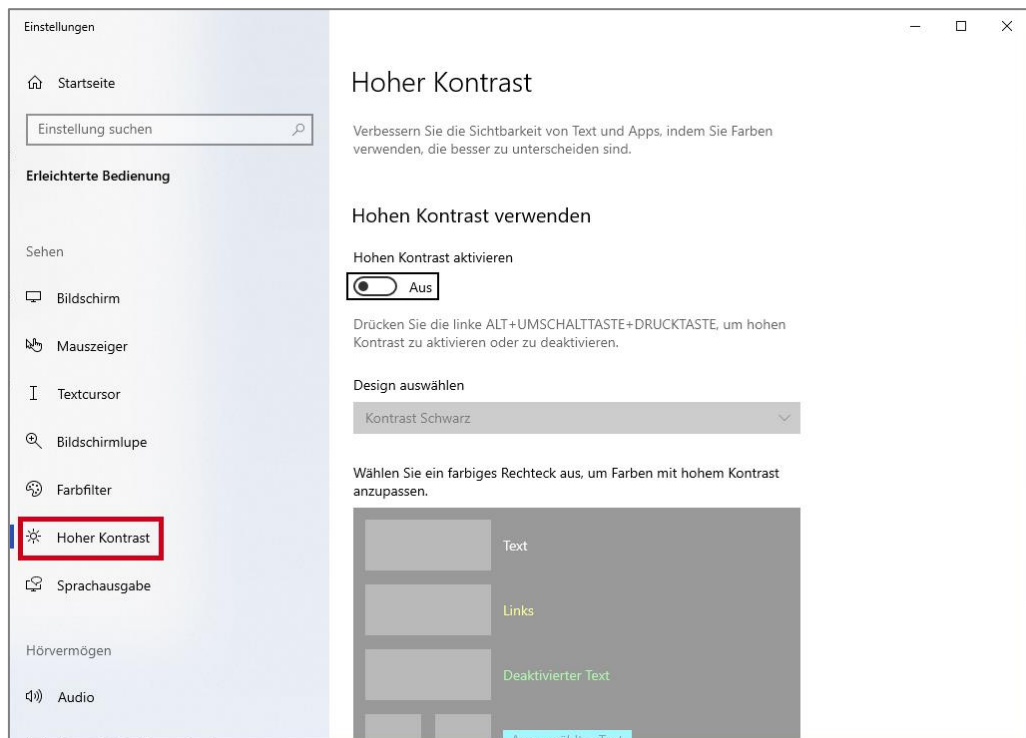 Einstellungen
Startseite
Einstellung suchen
Erleichterte Bedienung
Sehen
Bildschirm
Mauszeiger
Textcursor
Bildschirmlupe
Farbfilter
Hoher Kontrast
Sprachausgabe
Hörvermögen
Audio
Hoher Kontrast
Verbessern Sie die Sichtbarkeit von Text und Apps, indem Sie Farben
verwenden, die besser zu unterscheiden sind.
Hohen Kontrast verwenden
Hohen Kontrast aktivieren
Aus
Drücken Sie die linke ALT+UMSCHALTTASTE+DRUCKTASTE, um hohen
Kontrast zu aktivieren oder zu deaktivieren.
Design auswählen
Kontrast Schwarz
Wählen Sie ein farbiges Rechteck aus, um Farben mit hohem Kontrast
anzupassen.
Text
Links
Deaktivierter Text